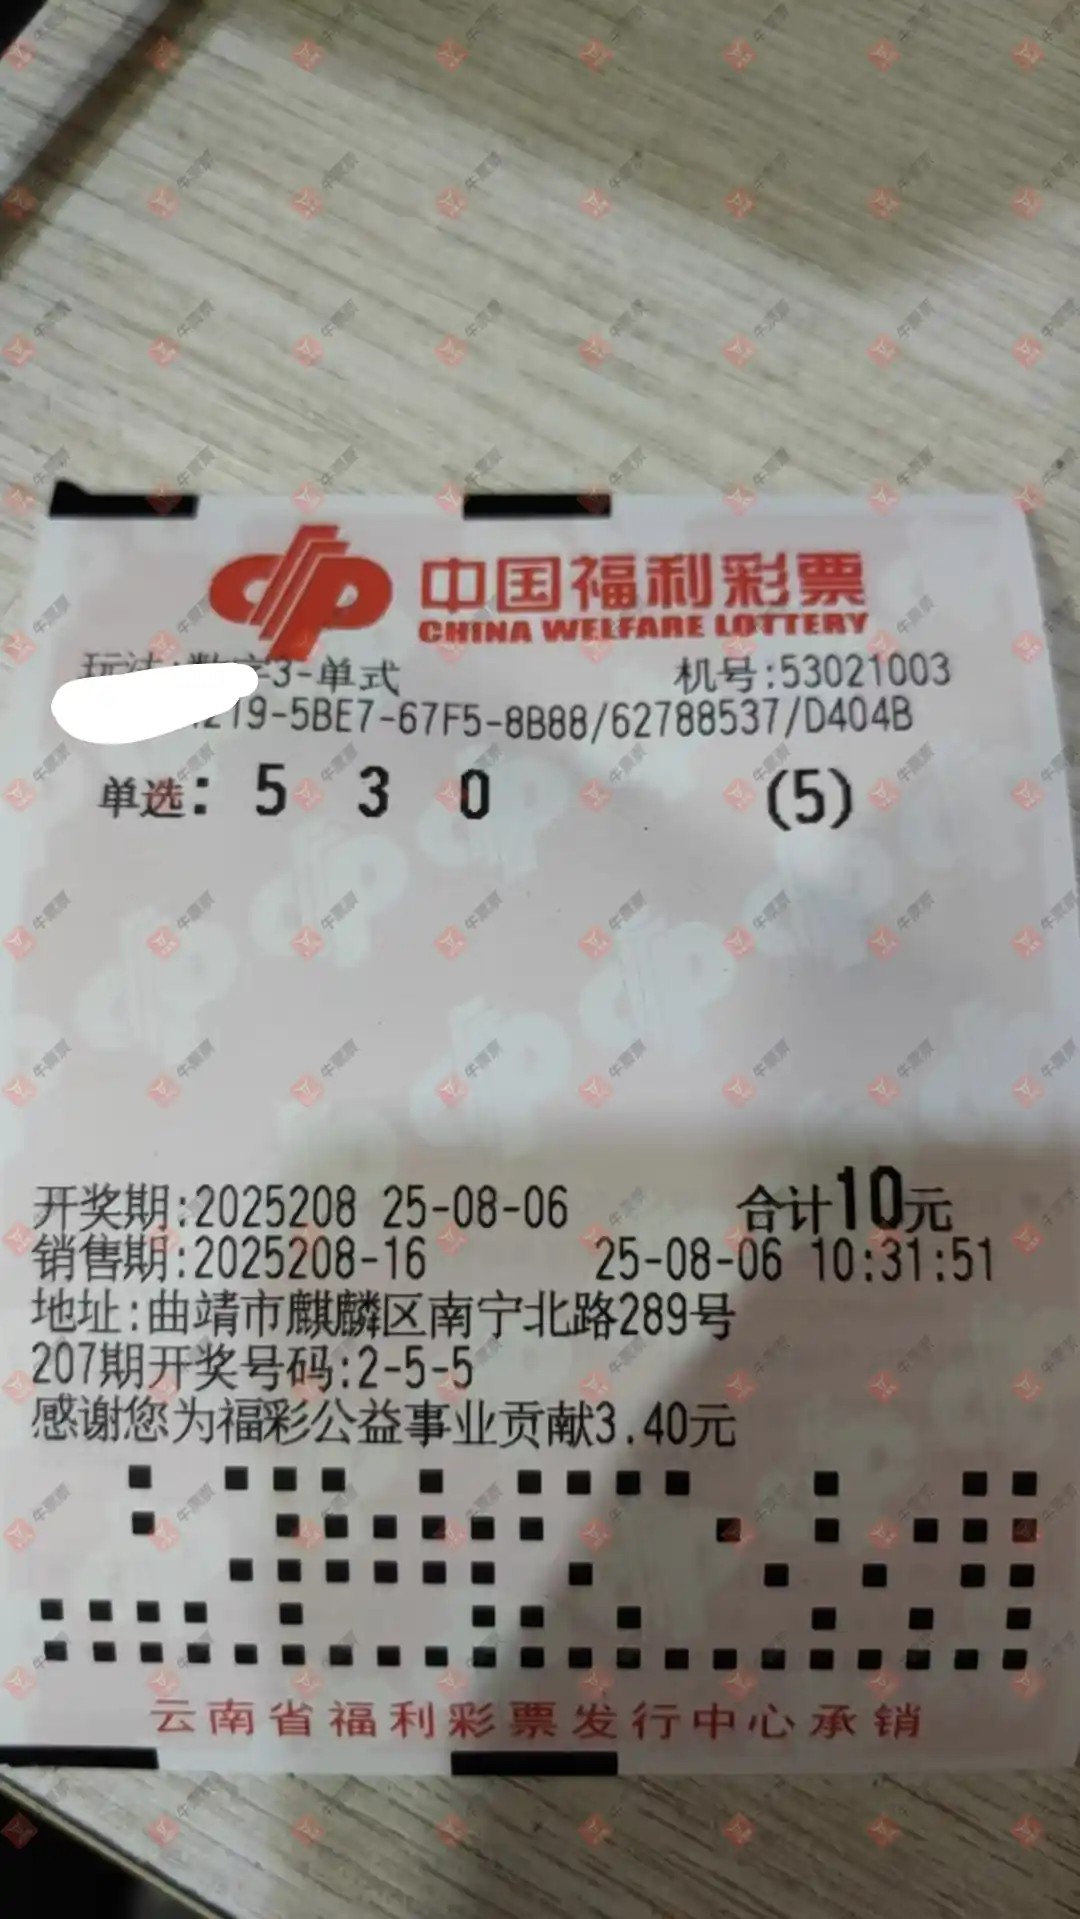 中国福利彩票
CHINA WELFARE LOTTERY
玩法:数字3-单式 机号:53021003
219-5BE7-67F5-8B88/62788537/D404B
单选: 5 3 0 (5)
开奖期:2025208 25-08-06 合计10元
销售期:2025208-16 25-08-06 10:31:51
地址:曲靖市麒麟区南宁北路289号
207期开奖号码:2-5-5
感谢您为福彩公益事业贡献3.40元
云南省福利彩票发行中心承销